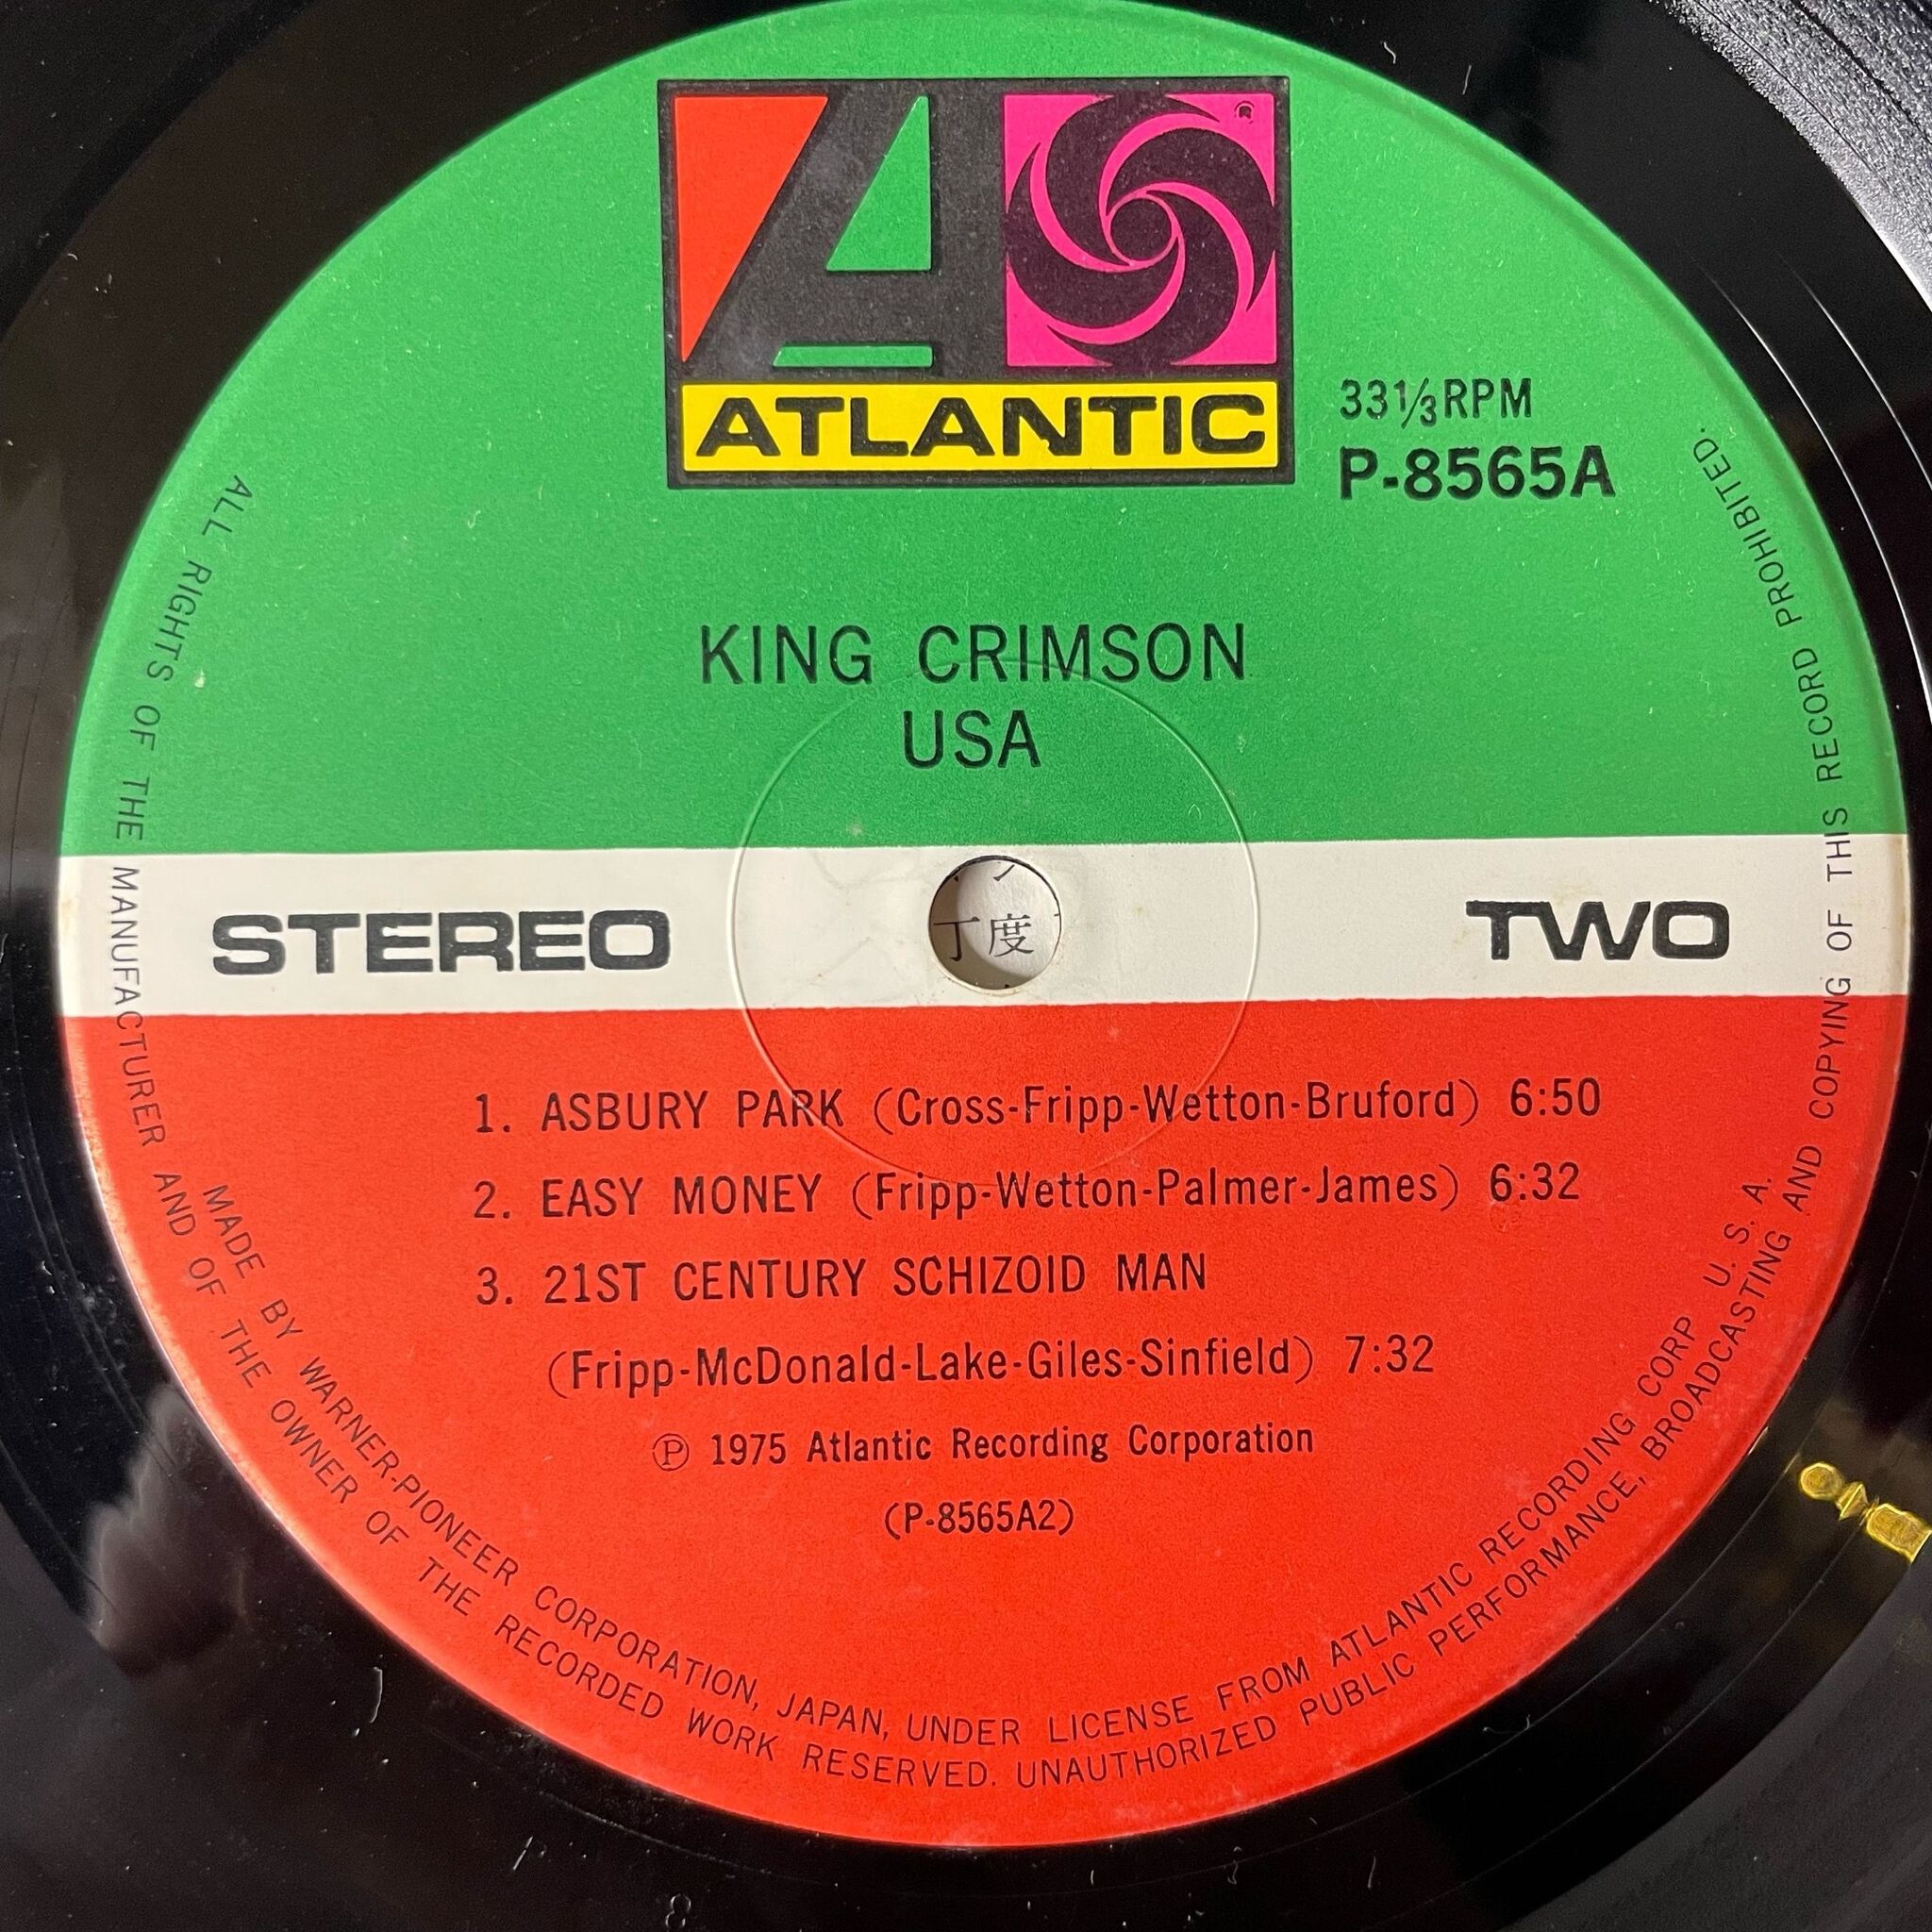 ATLANTIC
®
33⅓RPM
P-8565A
KING CRIMSON
USA
STEREO
丁度
TWO
1. ASBURY PARK (Cross-Fripp-Wetton-Bruford) 6:50
2. EASY MONEY (Fripp-Wetton-Palmer-James) 6:32
3. 21ST CENTURY SCHIZOID MAN
(Fripp-McDonald-Lake-Giles-Sinfield) 7:32
℗ 1975 Atlantic Recording Corporation
(P-8565A2)
MADE BY WARNER-PIONEER CORPORATION, JAPAN, UNDER LICENSE FROM ATLANTIC RECORDING CORP U. S. A.
ALL RIGHTS OF THE MANUFACTURER AND OF THE OWNER OF THE RECORDED WORK RESERVED. UNAUTHORIZED PUBLIC PERFORMANCE, BROADCASTING AND COPYING OF THIS RECORD PROHIBITED.
8